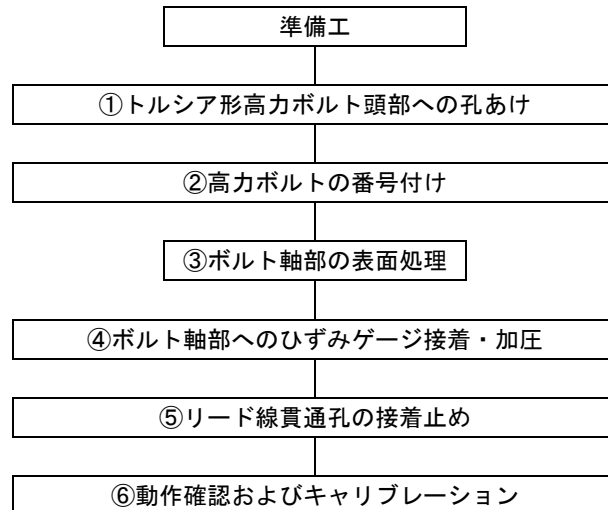 準備工
①トルシア形高力ボルト頭部への孔あけ
②高力ボルトの番号付け
③ボルト軸部の表面処理
④ボルト軸部へのひずみゲージ接着・加圧
⑤リード線貫通孔の接着止め
⑥動作確認およびキャリブレーション